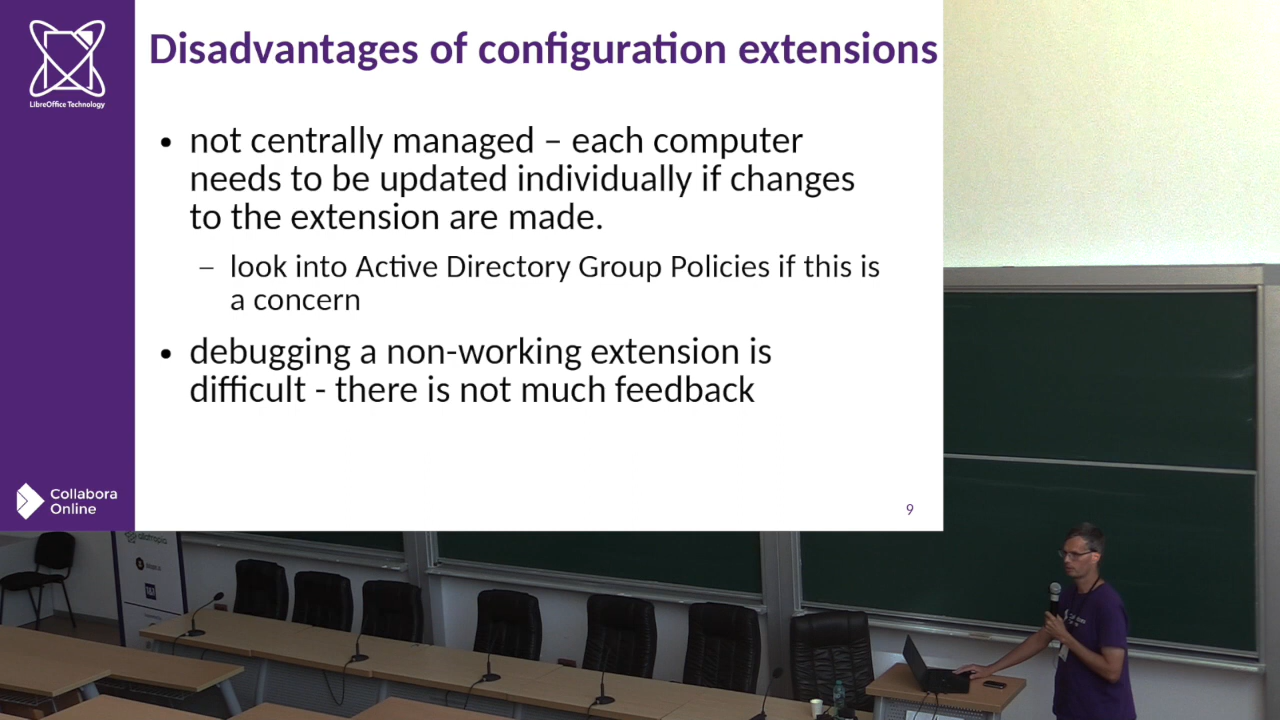 Disadvantages of configuration extensions
LibreOffice Technology
• not centrally managed – each computer
needs to be updated individually if changes
to the extension are made.
– look into Active Directory Group Policies if this is
a concern
• debugging a non-working extension is
difficult - there is not much feedback
Collabora
Online
9
allotropia